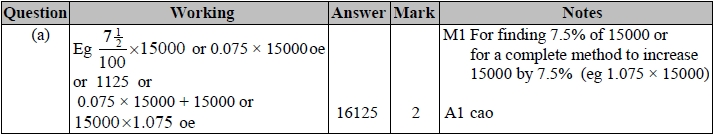 Question Working Answer Mark Notes
(a) Eg 7½/100 ×15000 or 0.075 × 15000 oe
or 1125 or
0.075 × 15000 + 15000 or
15000×1.075 oe
16125 2
M1 For finding 7.5% of 15000 or
for a complete method to increase
15000 by 7.5% (eg 1.075 × 15000)
A1 cao